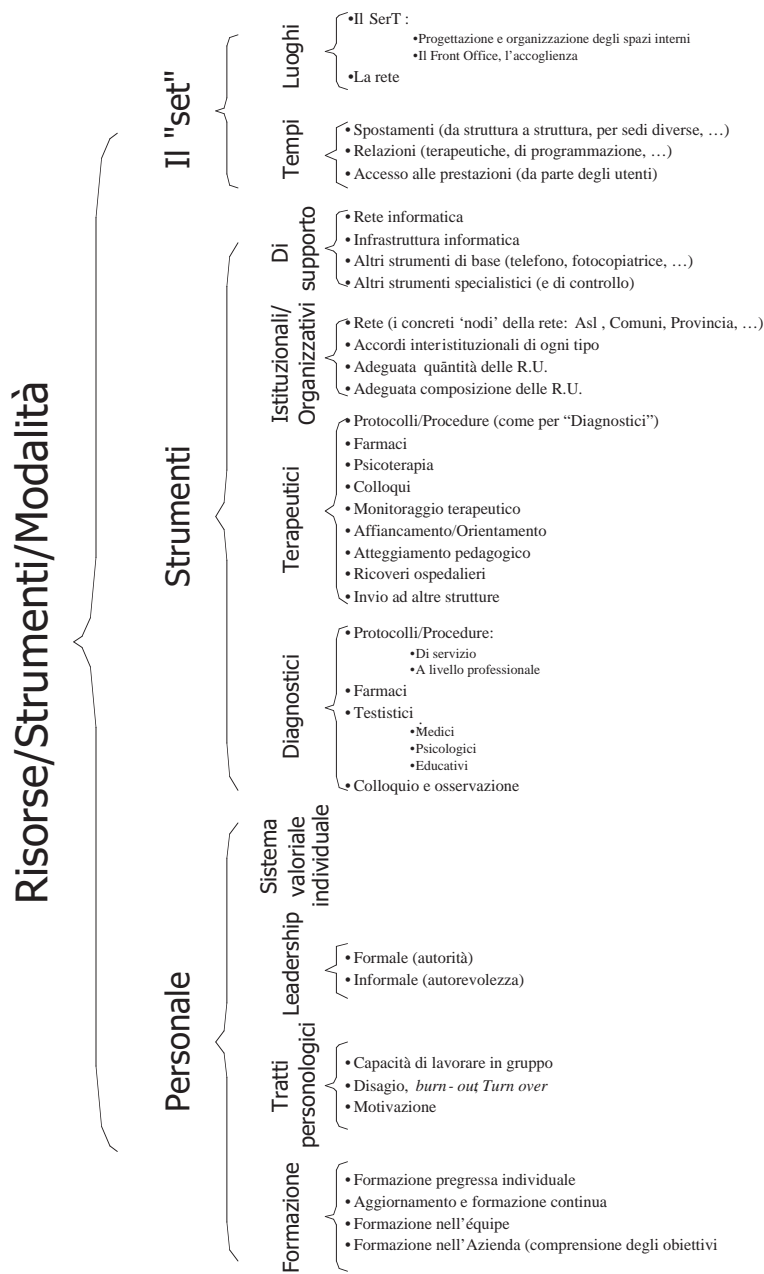 Risorse/Strumenti/Modalità
Il "set"
Luoghi
•Il SerT :
•Progettazione e organizzazione degli spazi interni
•Il Front Office, l'accoglienza
•La rete
Tempi
•Spostamenti (da struttura a struttura, per sedi diverse, …)
•Relazioni (terapeutiche, di programmazione, …)
•Accesso alle prestazioni (da parte degli utenti)
Strumenti
Di
supporto
•Rete informatica
•Infrastruttura informatica
•Altri strumenti di base (telefono, fotocopiatrice, …)
•Altri strumenti specialistici (e di controllo)
Istituzionali/
Organizzativi
•Rete (i concreti ‘nodi’ della rete: Asl , Comuni, Provincia, …)
•Accordi interistituzionali di ogni tipo
•Adeguata quāntità delle R.U.
•Adeguata composizione delle R.U.
Terapeutici
•Protocolli/Procedure (come per “Diagnostici”)
•Farmaci
•Psicoterapia
•Colloqui
•Monitoraggio terapeutico
•Affiancamento/Orientamento
•Atteggiamento pedagogico
•Ricoveri ospedalieri
•Invio ad altre strutture
Diagnostici
•Protocolli/Procedure:
•Di servizio
•A livello professionale
•Farmaci
•Testistici :
•Medici
•Psicologici
•Educativi
•Colloquio e osservazione
Personale
Sistema
valoriale
individuale
Leadership
•Formale (autorità)
•Informale (autorevolezza)
Tratti
personologici
•Capacità di lavorare in gruppo
•Disagio, burn-out, Turn over
•Motivazione
Formazione
•Formazione pregressa individuale
•Aggiornamento e formazione continua
•Formazione nell'équipe
•Formazione nell'Azienda (comprensione degli obiettivi